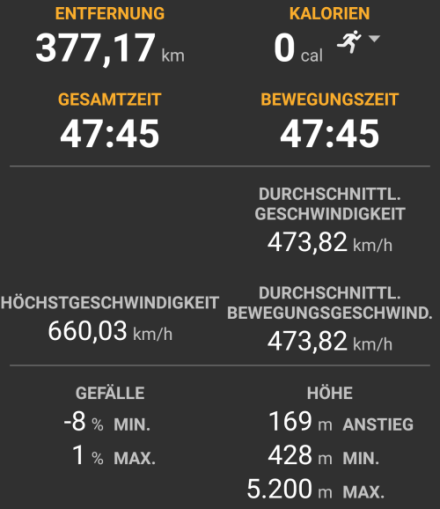 ENTFERNUNG
KALORIEN
377,17 km
0 cal
GESAMTZEIT
BEWEGUNGSZEIT
47:45
47:45
DURCHSCHNITTL.
GESCHWINDIGKEIT
473,82 km/h
HÖCHSTGESCHWINDIGKEIT
660,03 km/h
DURCHSCHNITTL.
BEWEGUNGSGESCHWIND.
473,82 km/h
GEFÄLLE
-8 % MIN.
1 % MAX.
HÖHE
169 m ANSTIEG
428 m MIN.
5.200 m MAX.